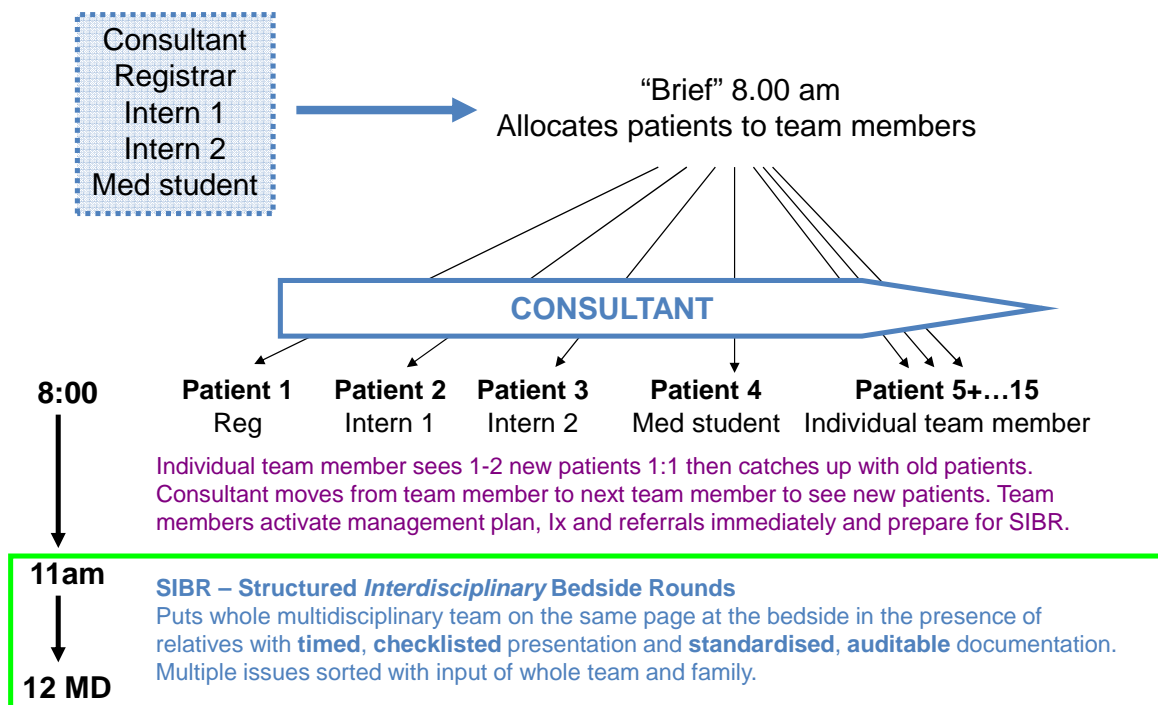 Consultant
Registrar
Intern 1
Intern 2
Med student
“Brief” 8.00 am
Allocates patients to team members
CONSULTANT
8:00
Patient 1
Reg
Patient 2
Intern 1
Patient 3
Intern 2
Patient 4
Med student
Patient 5+…15
Individual team member
Individual team member sees 1-2 new patients 1:1 then catches up with old patients.
Consultant moves from team member to next team member to see new patients. Team
members activate management plan, Ix and referrals immediately and prepare for SIBR.
11am
SIBR – Structured Interdisciplinary Bedside Rounds
Puts whole multidisciplinary team on the same page at the bedside in the presence of
relatives with timed, checklisted presentation and standardised, auditable documentation.
Multiple issues sorted with input of whole team and family.
12 MD